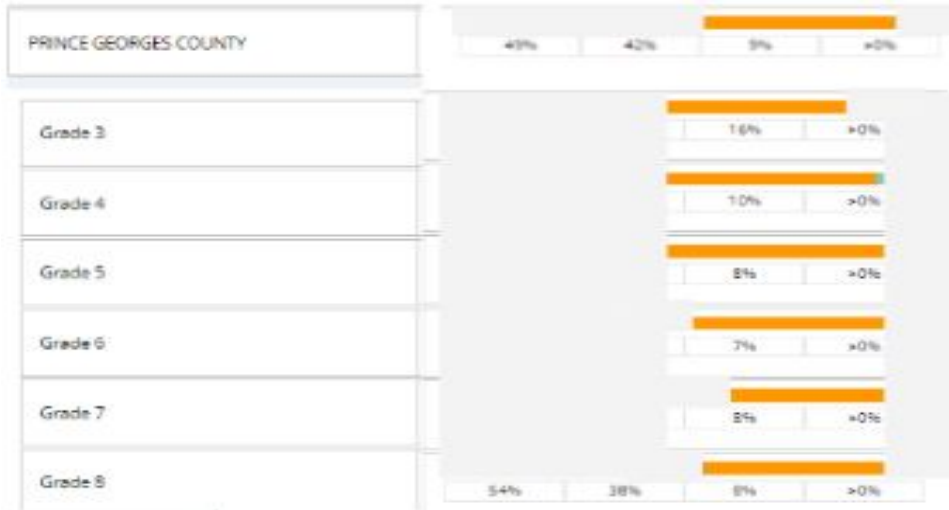 PRINCE GEORGES COUNTY 49% 42% 9% >0%
Grade 3 16% >0%
Grade 4 10% >0%
Grade 5 8% >0%
Grade 6 7% >0%
Grade 7 8% >0%
Grade 8 54% 38% 8% >0%